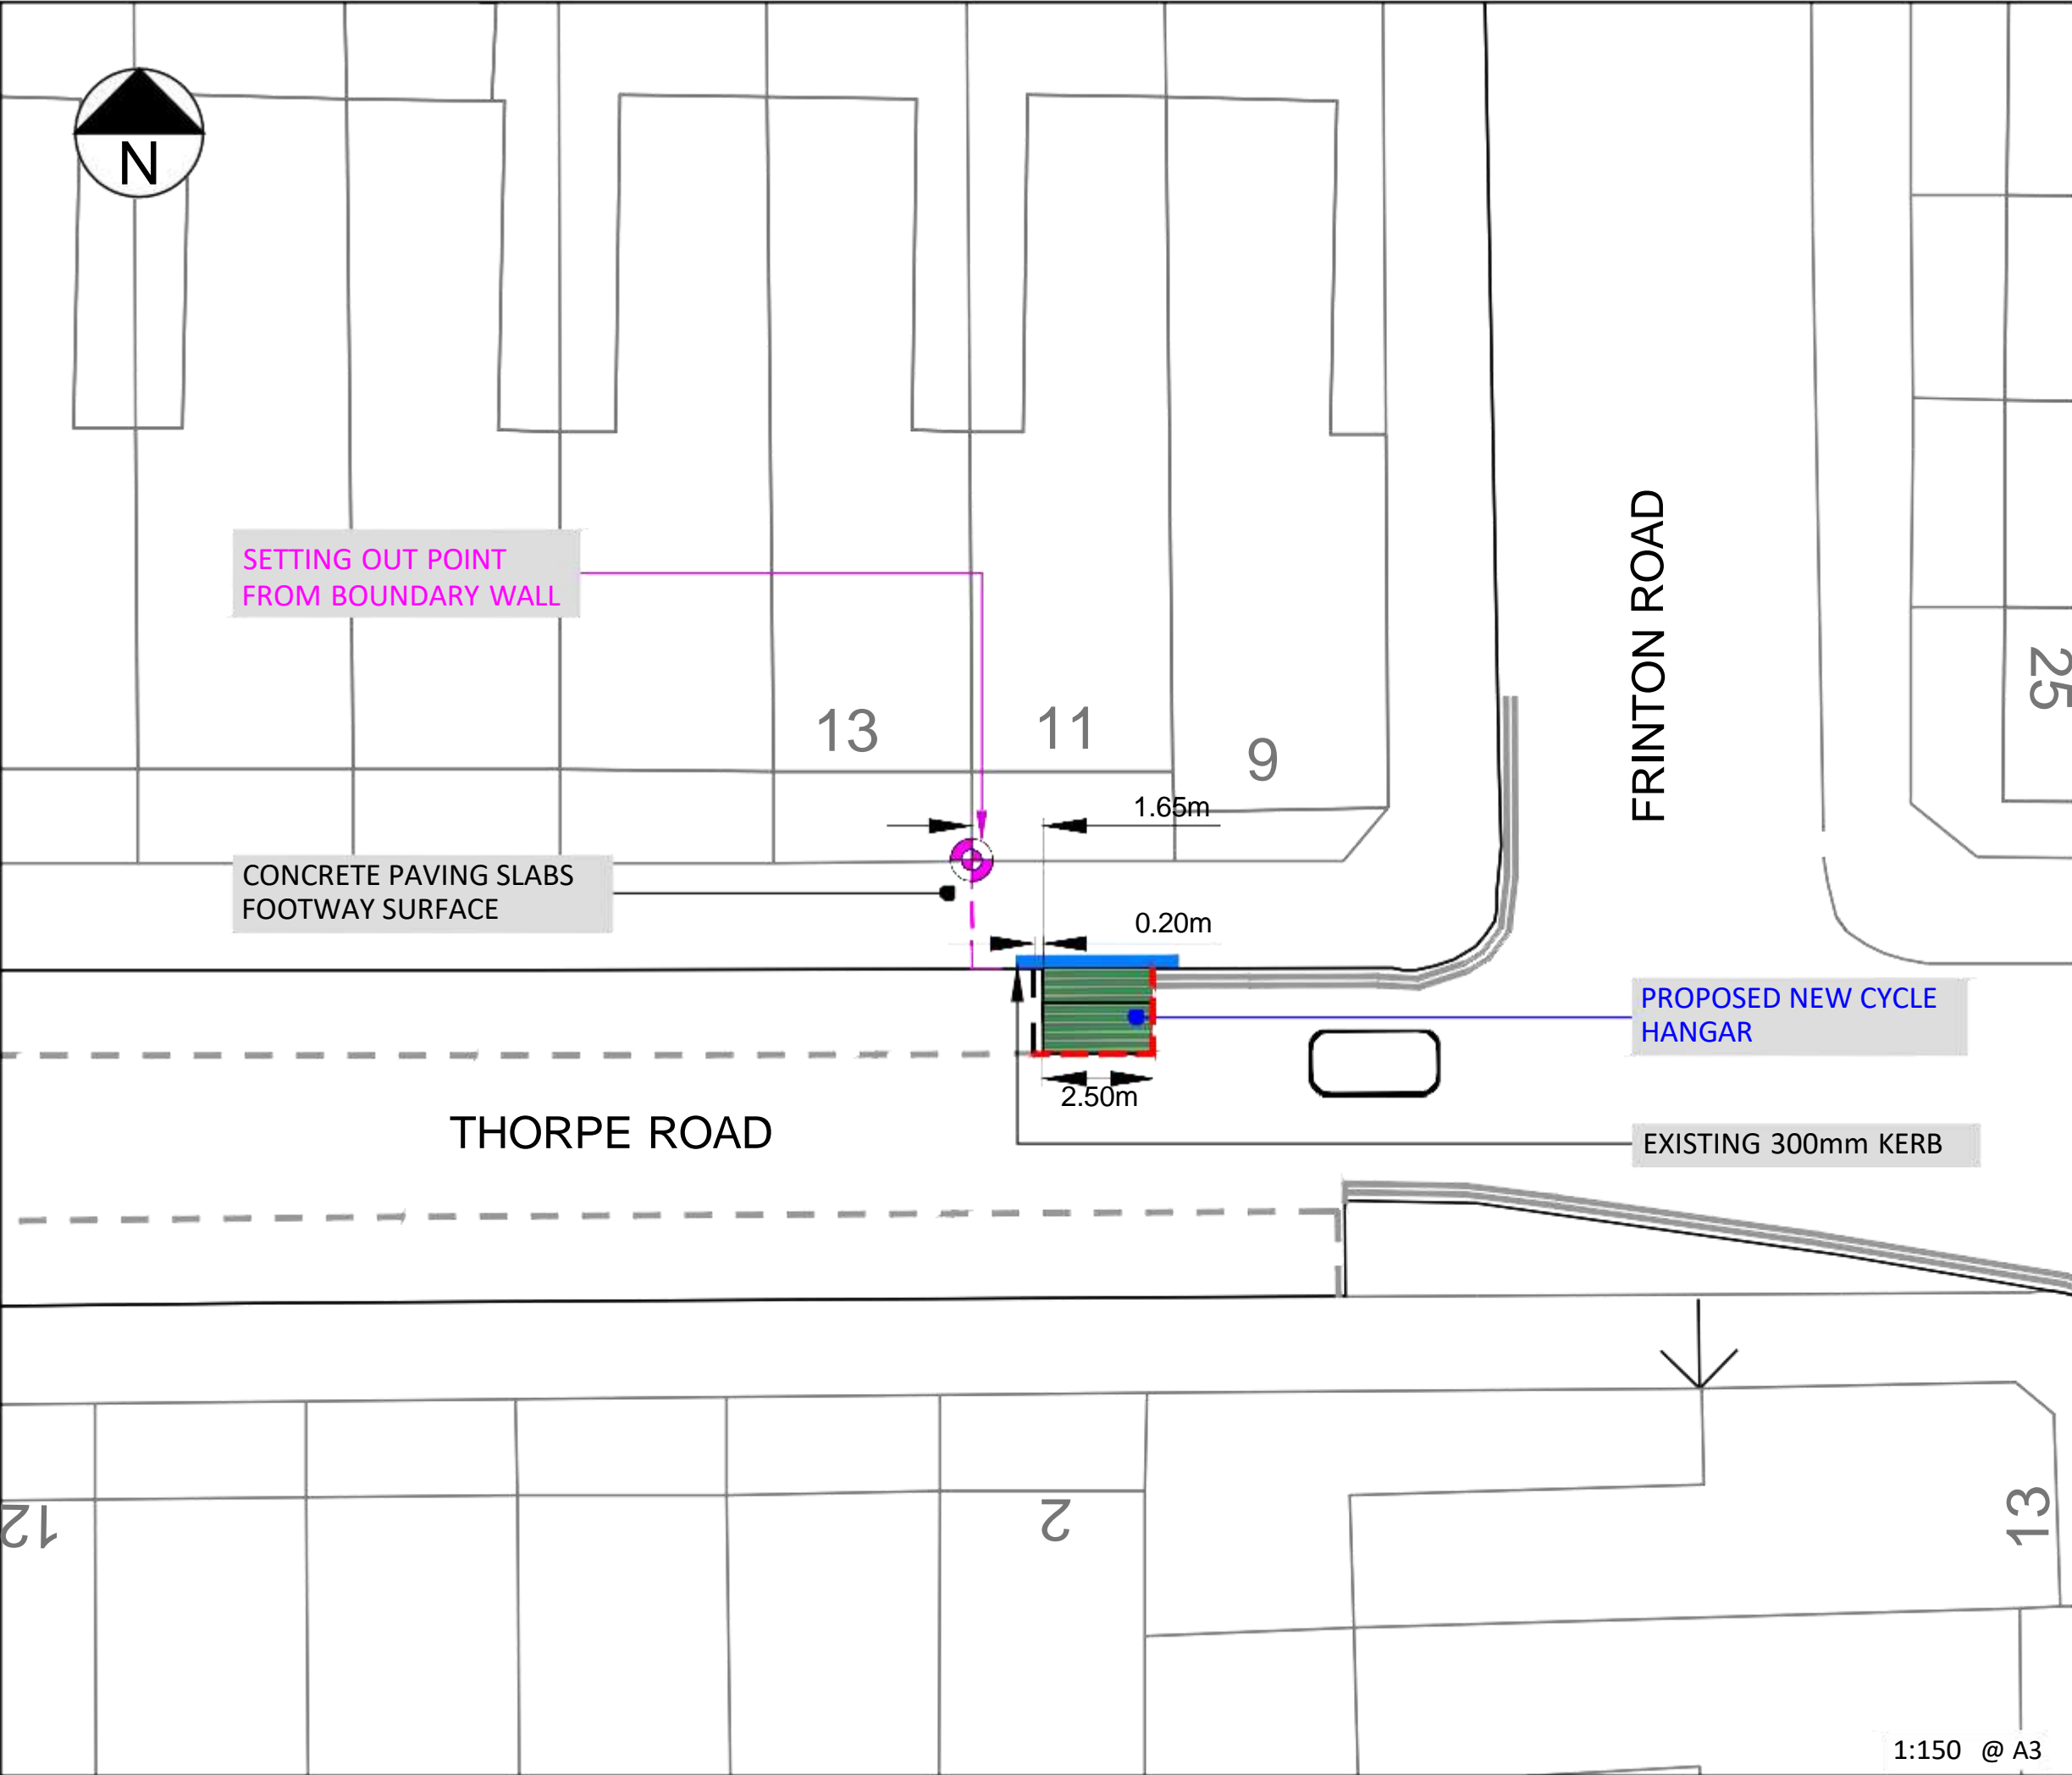 N
SETTING OUT POINT
FROM BOUNDARY WALL
FRINTON ROAD
25
13
11
9
1.65m
CONCRETE PAVING SLABS
FOOTWAY SURFACE
0.20m
PROPOSED NEW CYCLE
HANGAR
2.50m
THORPE ROAD
EXISTING 300mm KERB
12
2
13
1:150 @ A3